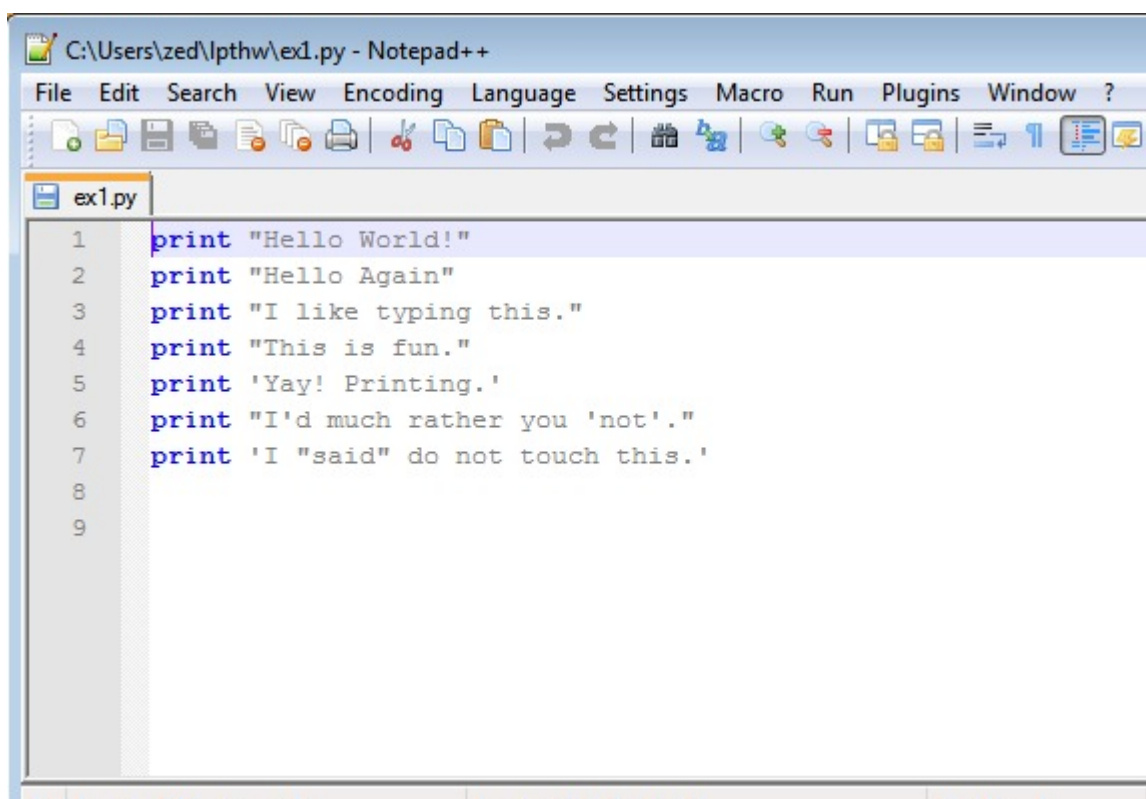 C:\Users\zed\lpthw\ex1.py - Notepad++
File Edit Search View Encoding Language Settings Macro Run Plugins Window ?
ex1.py
1 print "Hello World!"
2 print "Hello Again"
3 print "I like typing this."
4 print "This is fun."
5 print 'Yay! Printing.'
6 print "I'd much rather you 'not'."
7 print 'I "said" do not touch this.'
8
9